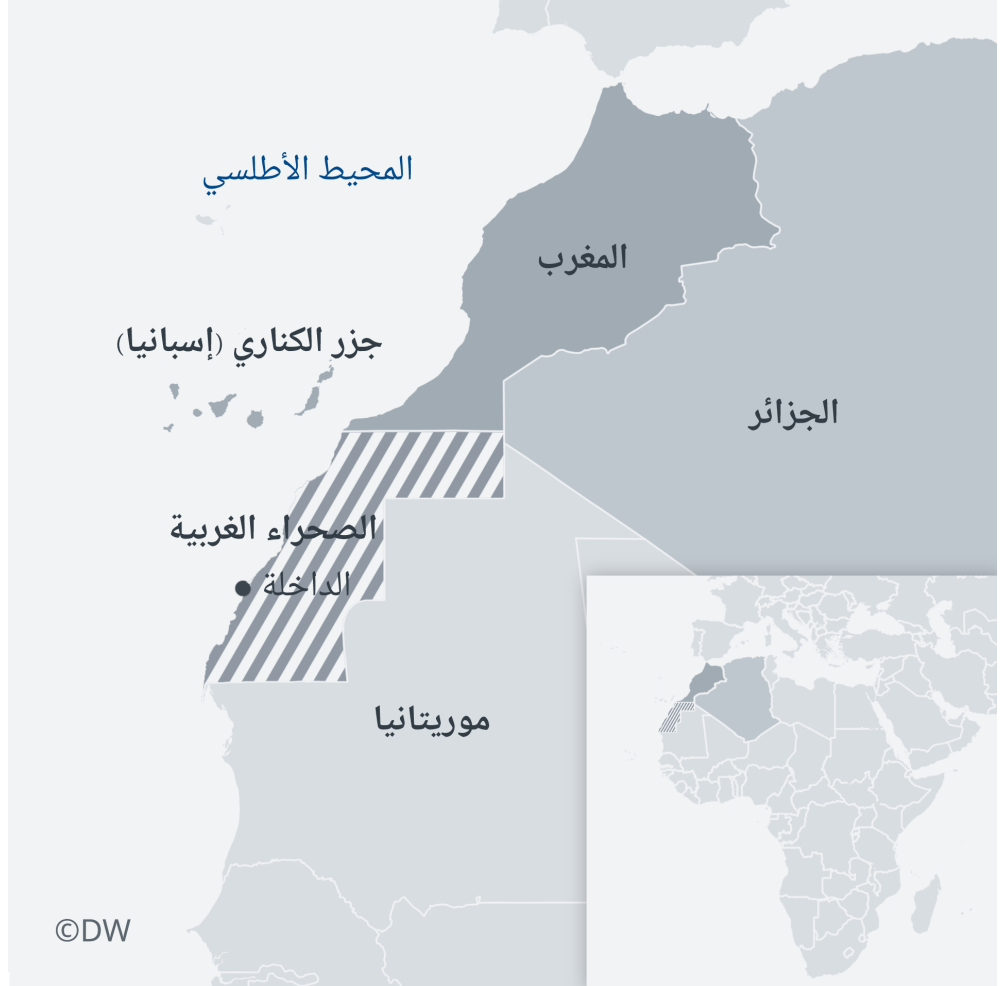 المحيط الأطلسي
المغرب
جزر الكناري (إسبانيا)
الجزائر
الصحراء الغربية
الداخلة
موريتانيا
©DW